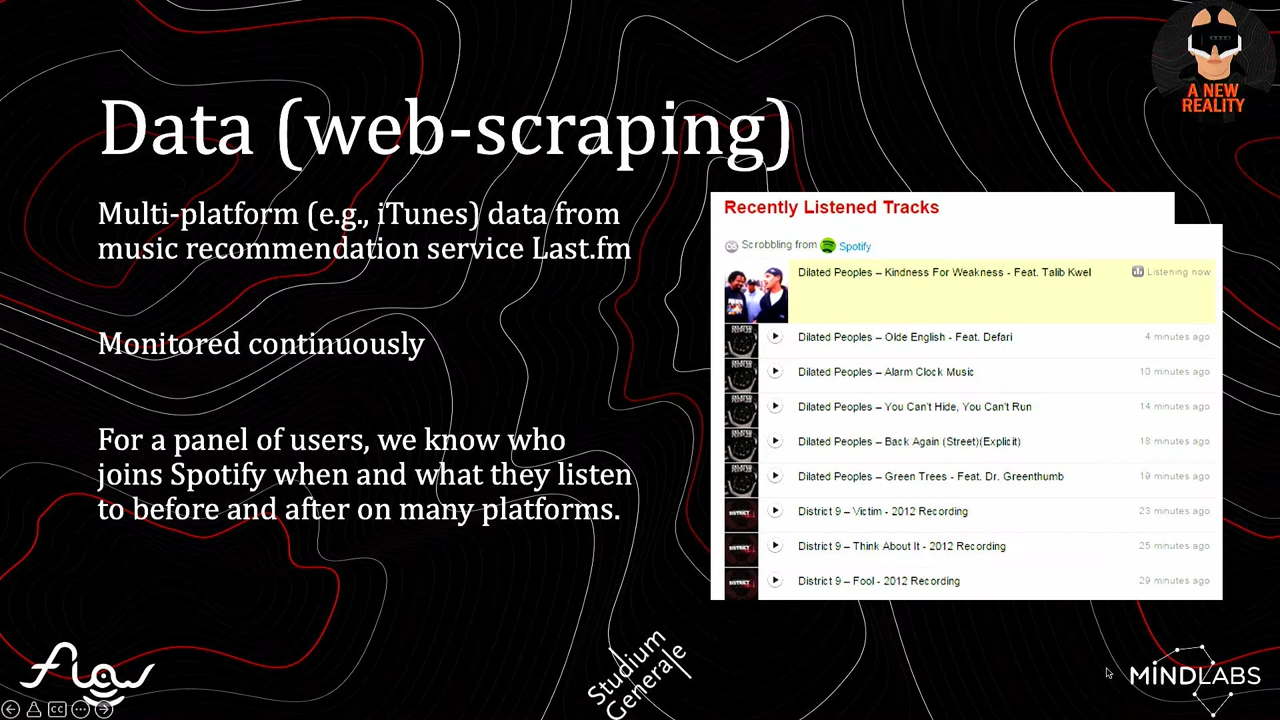 A NEW
REALITY
Data (web-scraping)
Multi-platform (e.g., iTunes) data from
music recommendation service Last.fm
Monitored continuously
For a panel of users, we know who
joins Spotify when and what they listen
to before and after on many platforms.
Recently Listened Tracks
Scrobbling from Spotify
Dilated Peoples – Kindness For Weakness - Feat. Talib Kwel Listening now
Dilated Peoples – Olde English - Feat. Defari 4 minutes ago
Dilated Peoples – Alarm Clock Music 10 minutes ago
Dilated Peoples – You Can't Hide, You Can't Run 14 minutes ago
Dilated Peoples – Back Again (Street)(Explicit) 18 minutes ago
Dilated Peoples – Green Trees - Feat. Dr. Greenthumb 19 minutes ago
District 9 – Victim - 2012 Recording 23 minutes ago
District 9 – Think About It - 2012 Recording 25 minutes ago
District 9 – Fool - 2012 Recording 29 minutes ago
flow
Studium
Generale
MINDLABS
CC